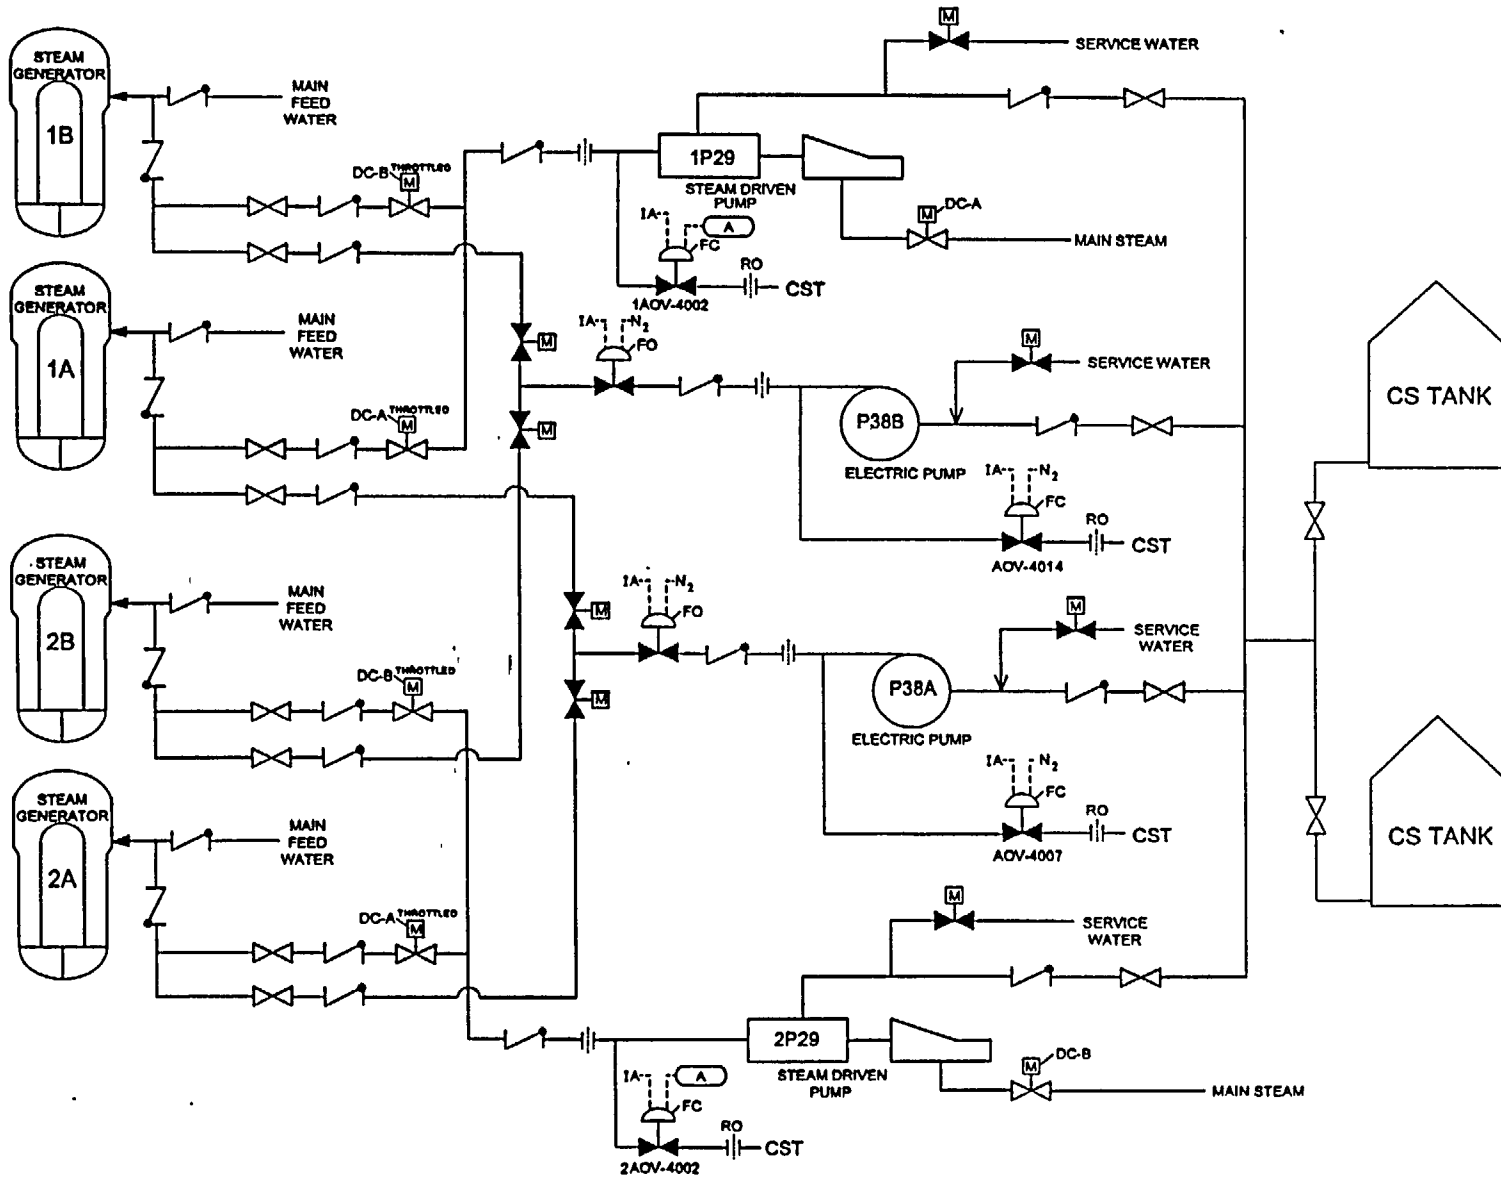 M
SERVICE WATER
STEAM
GENERATOR
1B
MAIN
FEED
WATER
DC-B
THROTTLED
M
1P29
STEAM DRIVEN
PUMP
M
DC-A
MAIN STEAM
IA
A
FC
RO
CST
1AOV-4002
STEAM
GENERATOR
1A
MAIN
FEED
WATER
DC-A
THROTTLED
M
M
M
IA
N2
FO
M
SERVICE WATER
P38B
ELECTRIC PUMP
IA
N2
FC
RO
CST
AOV-4014
CS TANK
STEAM
GENERATOR
2B
MAIN
FEED
WATER
DC-B
THROTTLED
M
M
M
IA
N2
FO
M
SERVICE
WATER
P38A
ELECTRIC PUMP
IA
N2
FC
RO
CST
AOV-4007
CS TANK
STEAM
GENERATOR
2A
MAIN
FEED
WATER
DC-A
THROTTLED
M
M
SERVICE
WATER
2P29
STEAM DRIVEN
PUMP
M
DC-B
MAIN STEAM
IA
A
FC
RO
CST
2AOV-4002